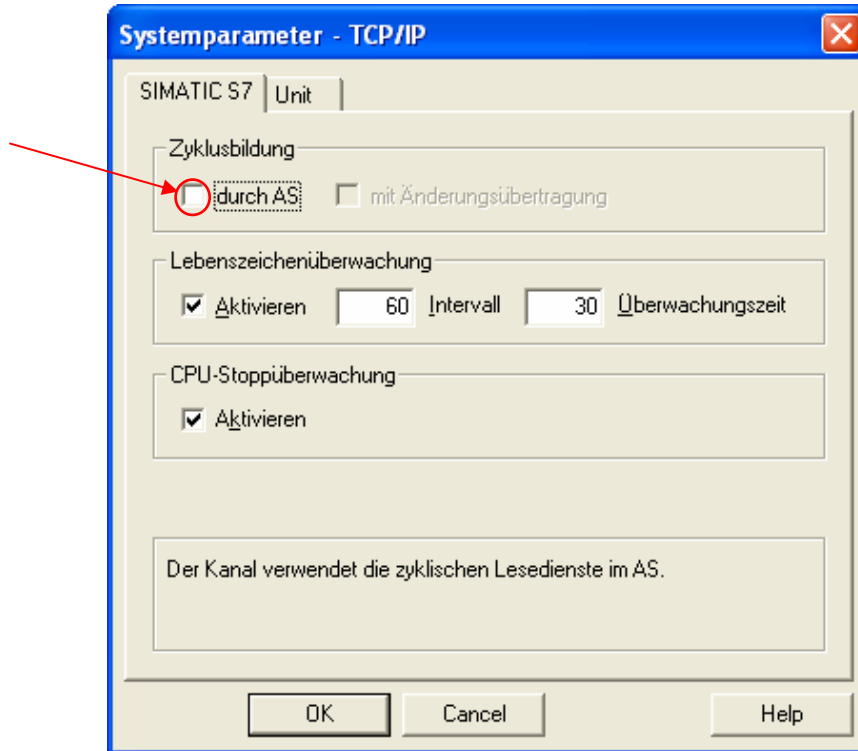 Systemparameter - TCP/IP
SIMATIC S7 Unit
Zyklusbildung
durch AS mit Änderungsübertragung
Lebenszeichenüberwachung
Aktivieren 60 Intervall 30 Überwachungszeit
CPU-Stoppüberwachung
Aktivieren
Der Kanal verwendet die zyklischen Lesedienste im AS.
OK Cancel Help